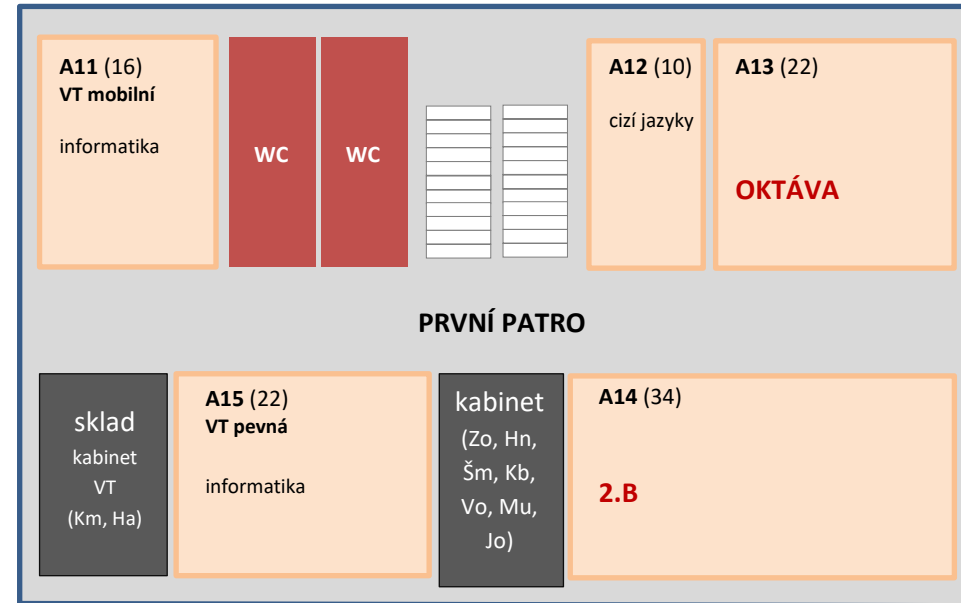 A11 (16)
VT mobilní
informatika
WC
WC
A12 (10)
cizí jazyky
A13 (22)
OKTÁVA
PRVNÍ PATRO
sklad
kabinet
VT
(Km, Ha)
A15 (22)
VT pevná
informatika
kabinet
(Zo, Hn,
Šm, Kb,
Vo, Mu,
Jo)
A14 (34)
2.B